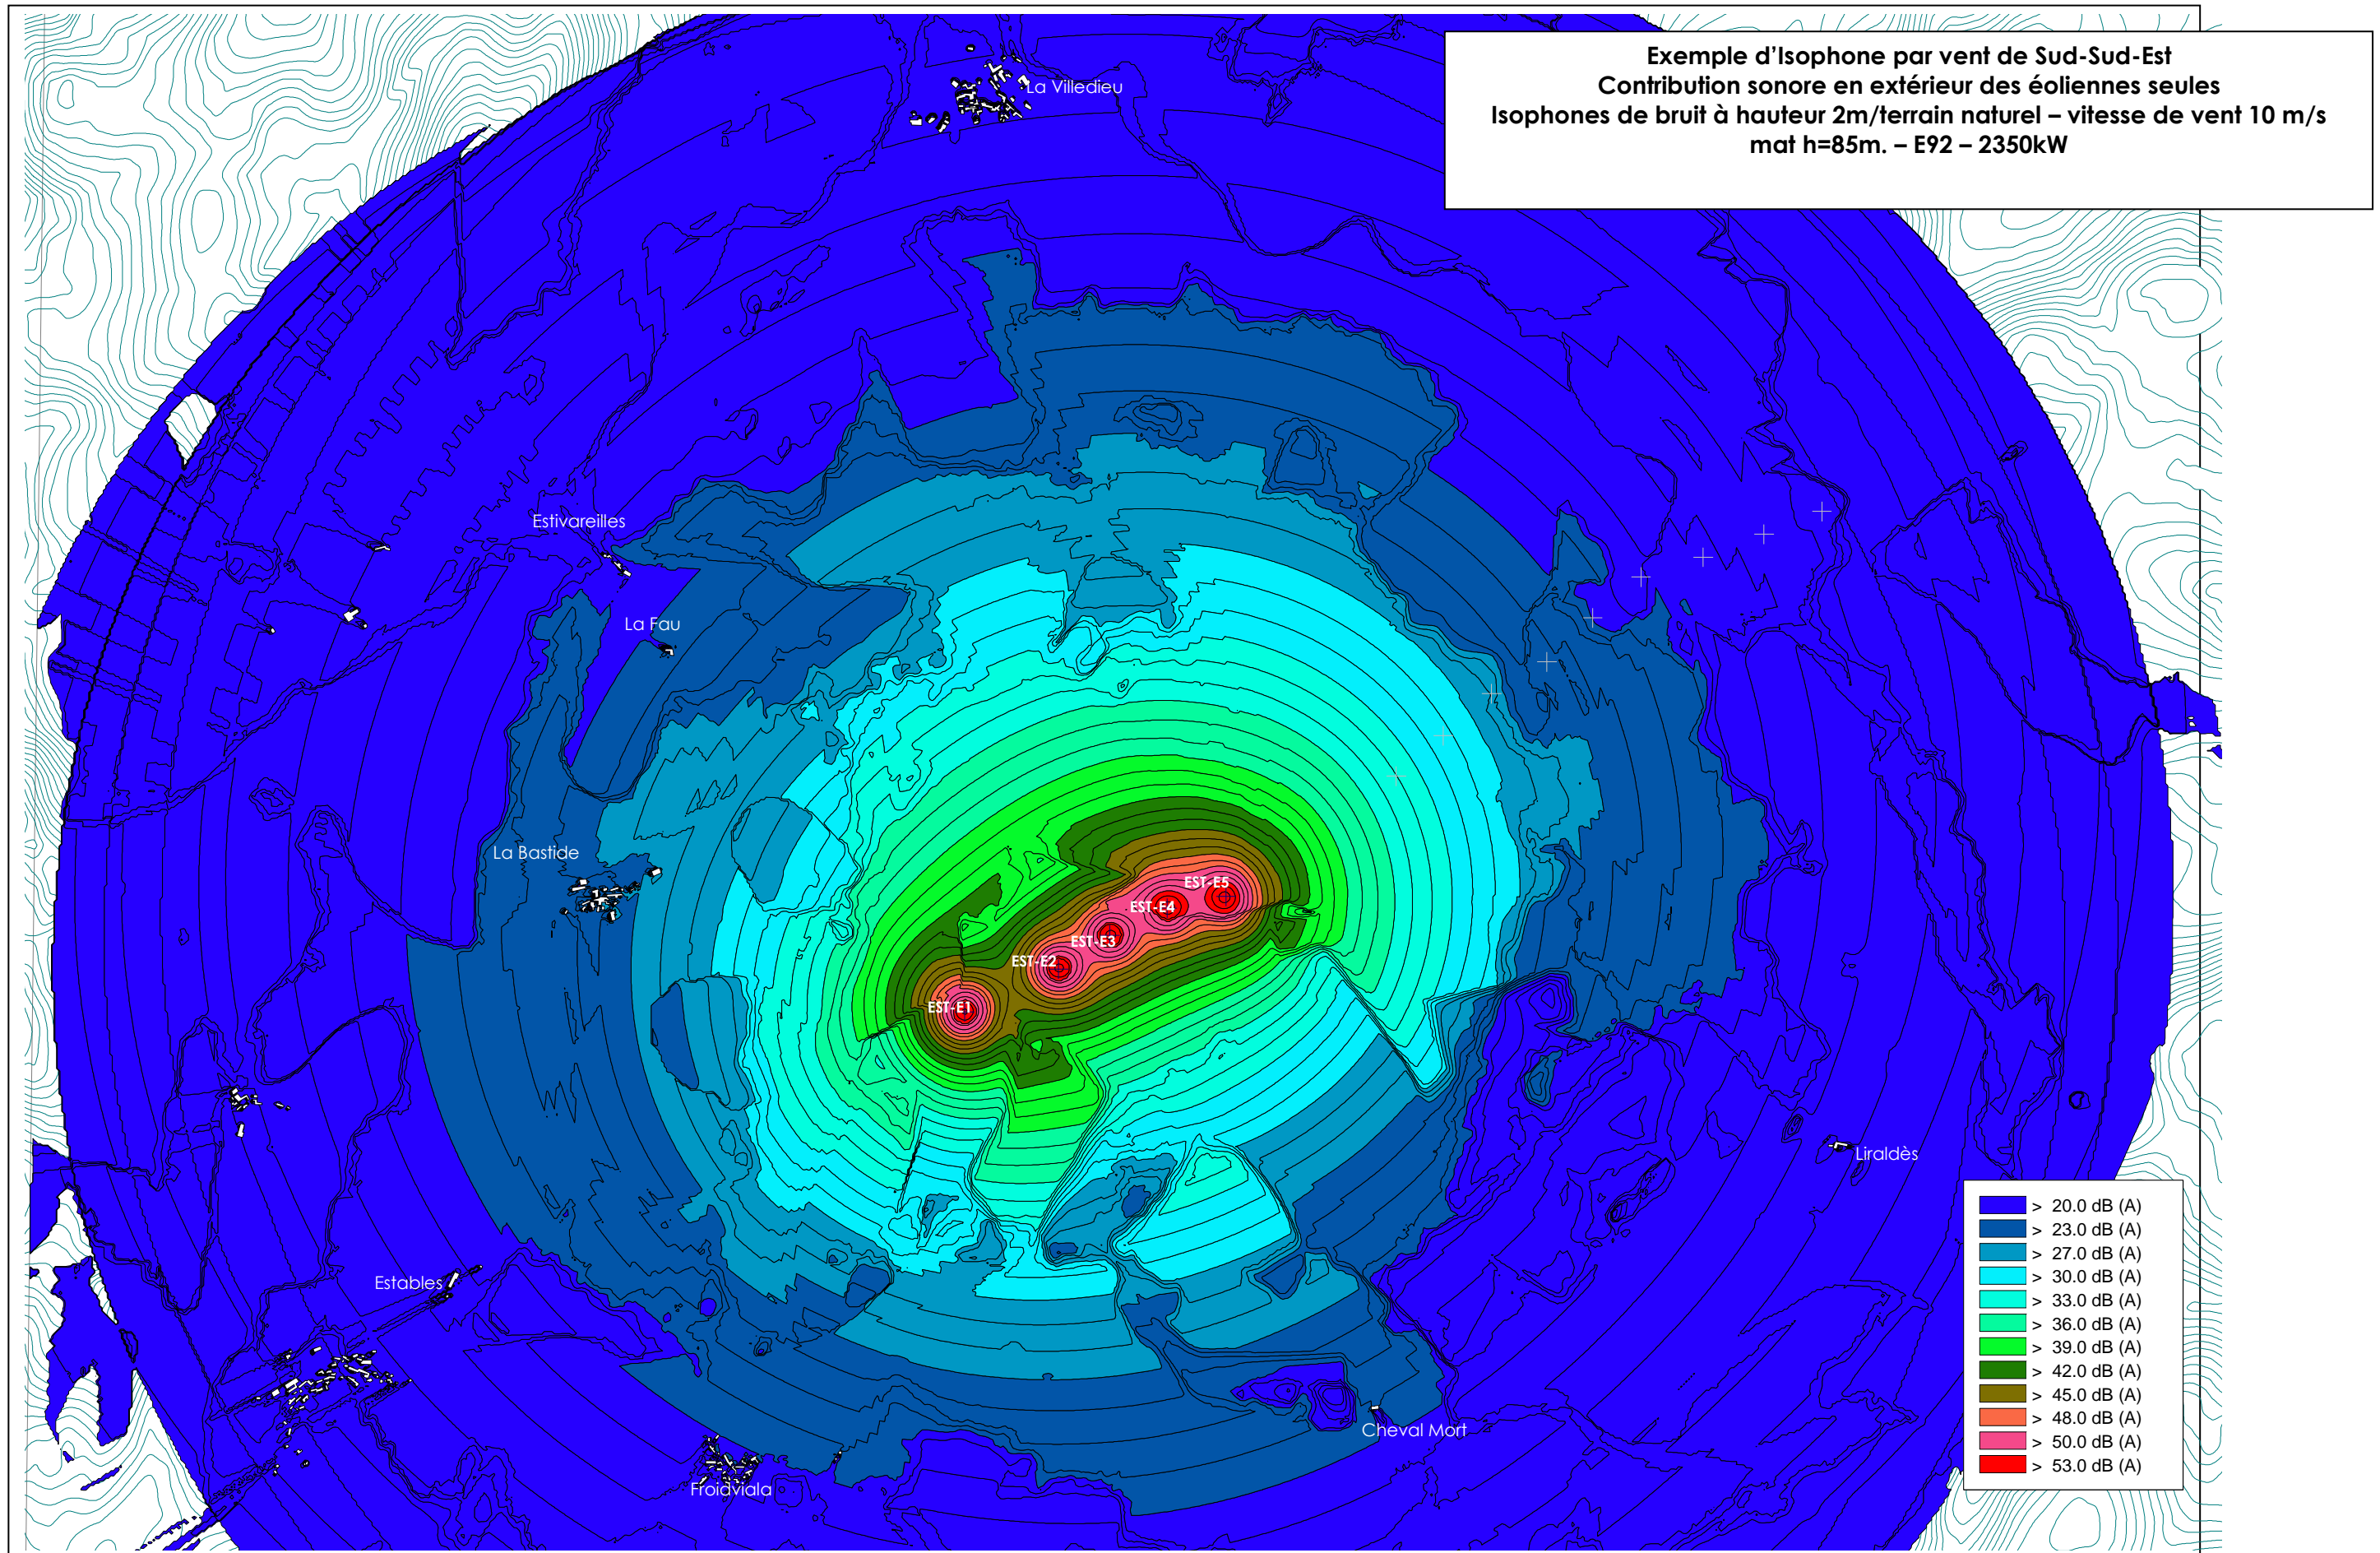 Exemple d’Isophone par vent de Sud-Sud-Est
Contribution sonore en extérieur des éoliennes seules
Isophones de bruit à hauteur 2m/terrain naturel – vitesse de vent 10 m/s
mat h=85m. – E92 – 2350kW
La Villedieu
Estivareilles
La Fau
La Bastide
EST-E5
EST-E4
EST-E3
EST-E2
EST-E1
Liraldès
Estables
Cheval Mort
Froidviala
> 20.0 dB (A)
> 23.0 dB (A)
> 27.0 dB (A)
> 30.0 dB (A)
> 33.0 dB (A)
> 36.0 dB (A)
> 39.0 dB (A)
> 42.0 dB (A)
> 45.0 dB (A)
> 48.0 dB (A)
> 50.0 dB (A)
> 53.0 dB (A)